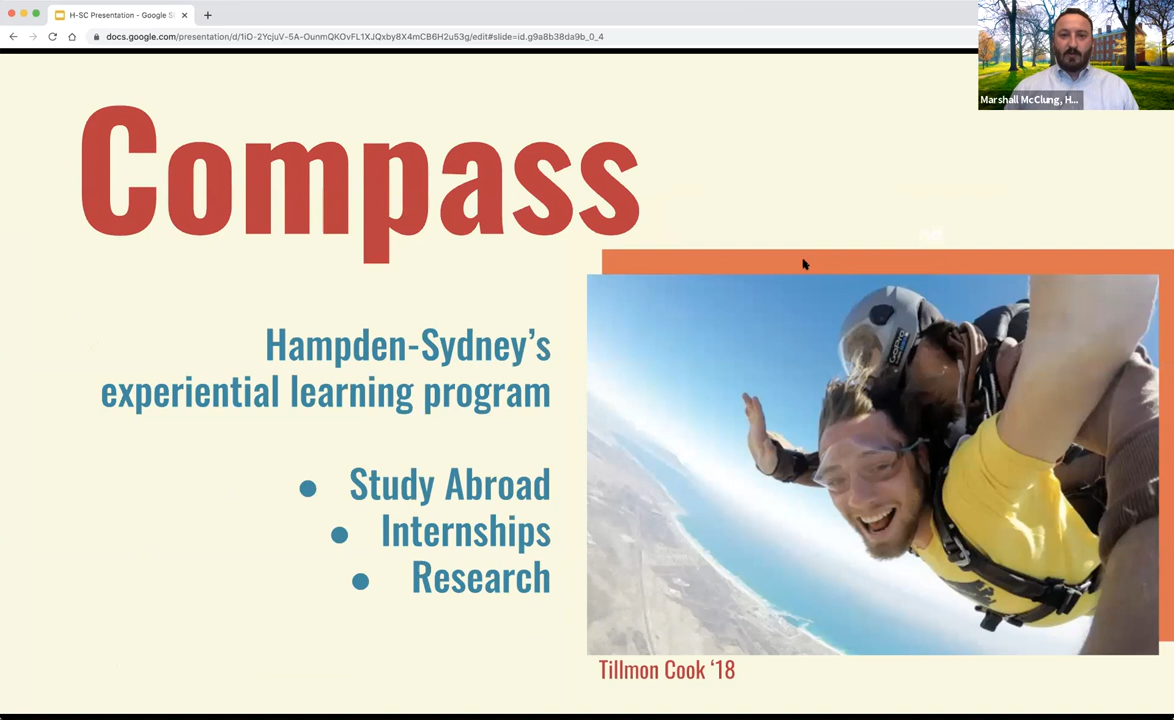 H-SC Presentation - Google Sl
docs.google.com/presentation/d/1iO-2YcjuV-5A-OunmQKOvFL1XJQxby8X4mCB6H2u53g/edit#slide=id.g9a8b38da9b_0_4
Marshall McClung, H...
Compass
Hampden-Sydney’s
experiential learning program
● Study Abroad
● Internships
● Research
GoPro
Tillmon Cook ‘18